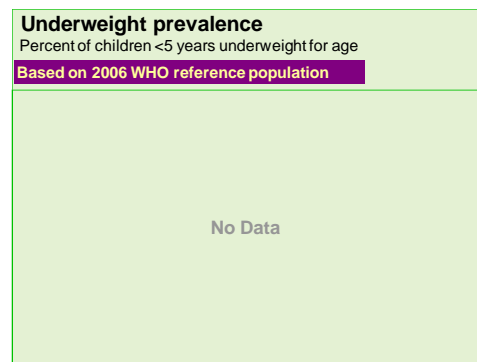 Underweight prevalence
Percent of children <5 years underweight for age
Based on 2006 WHO reference population
No Data